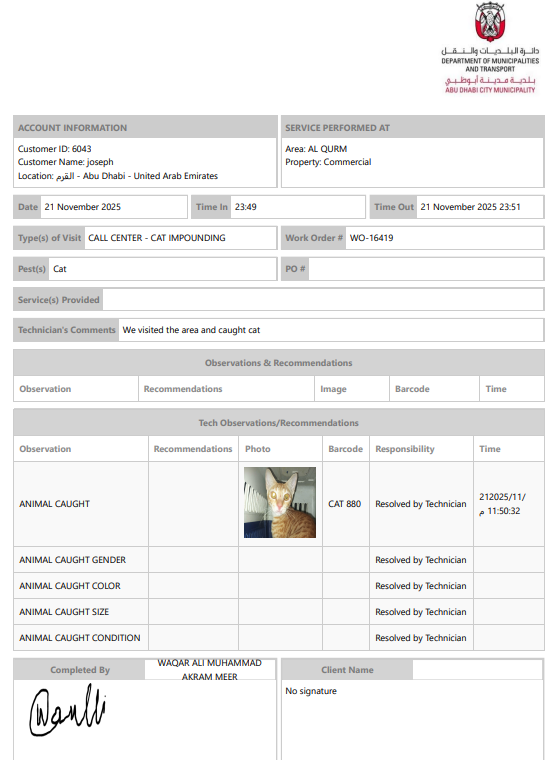 دائرة البلديات والنقل
DEPARTMENT OF MUNICIPALITIES
AND TRANSPORT
بلدية مدينة أبوظبي
ABU DHABI CITY MUNICIPALITY
ACCOUNT INFORMATION
Customer ID: 6043
Customer Name: joseph
Location: القرم - Abu Dhabi - United Arab Emirates
SERVICE PERFORMED AT
Area: AL QURM
Property: Commercial
Date 21 November 2025 Time In 23:49 Time Out 21 November 2025 23:51
Type(s) of Visit CALL CENTER - CAT IMPOUNDING Work Order # WO-16419
Pest(s) Cat PO #
Service(s) Provided
Technician's Comments We visited the area and caught cat
Observations & Recommendations
Observation Recommendations Image Barcode Time
Tech Observations/Recommendations
Observation Recommendations Photo Barcode Responsibility Time
ANIMAL CAUGHT CAT 880 Resolved by Technician 212025/11/
م 11:50:32
ANIMAL CAUGHT GENDER Resolved by Technician
ANIMAL CAUGHT COLOR Resolved by Technician
ANIMAL CAUGHT SIZE Resolved by Technician
ANIMAL CAUGHT CONDITION Resolved by Technician
Completed By WAQAR ALI MUHAMMAD
AKRAM MEER
Client Name
No signature